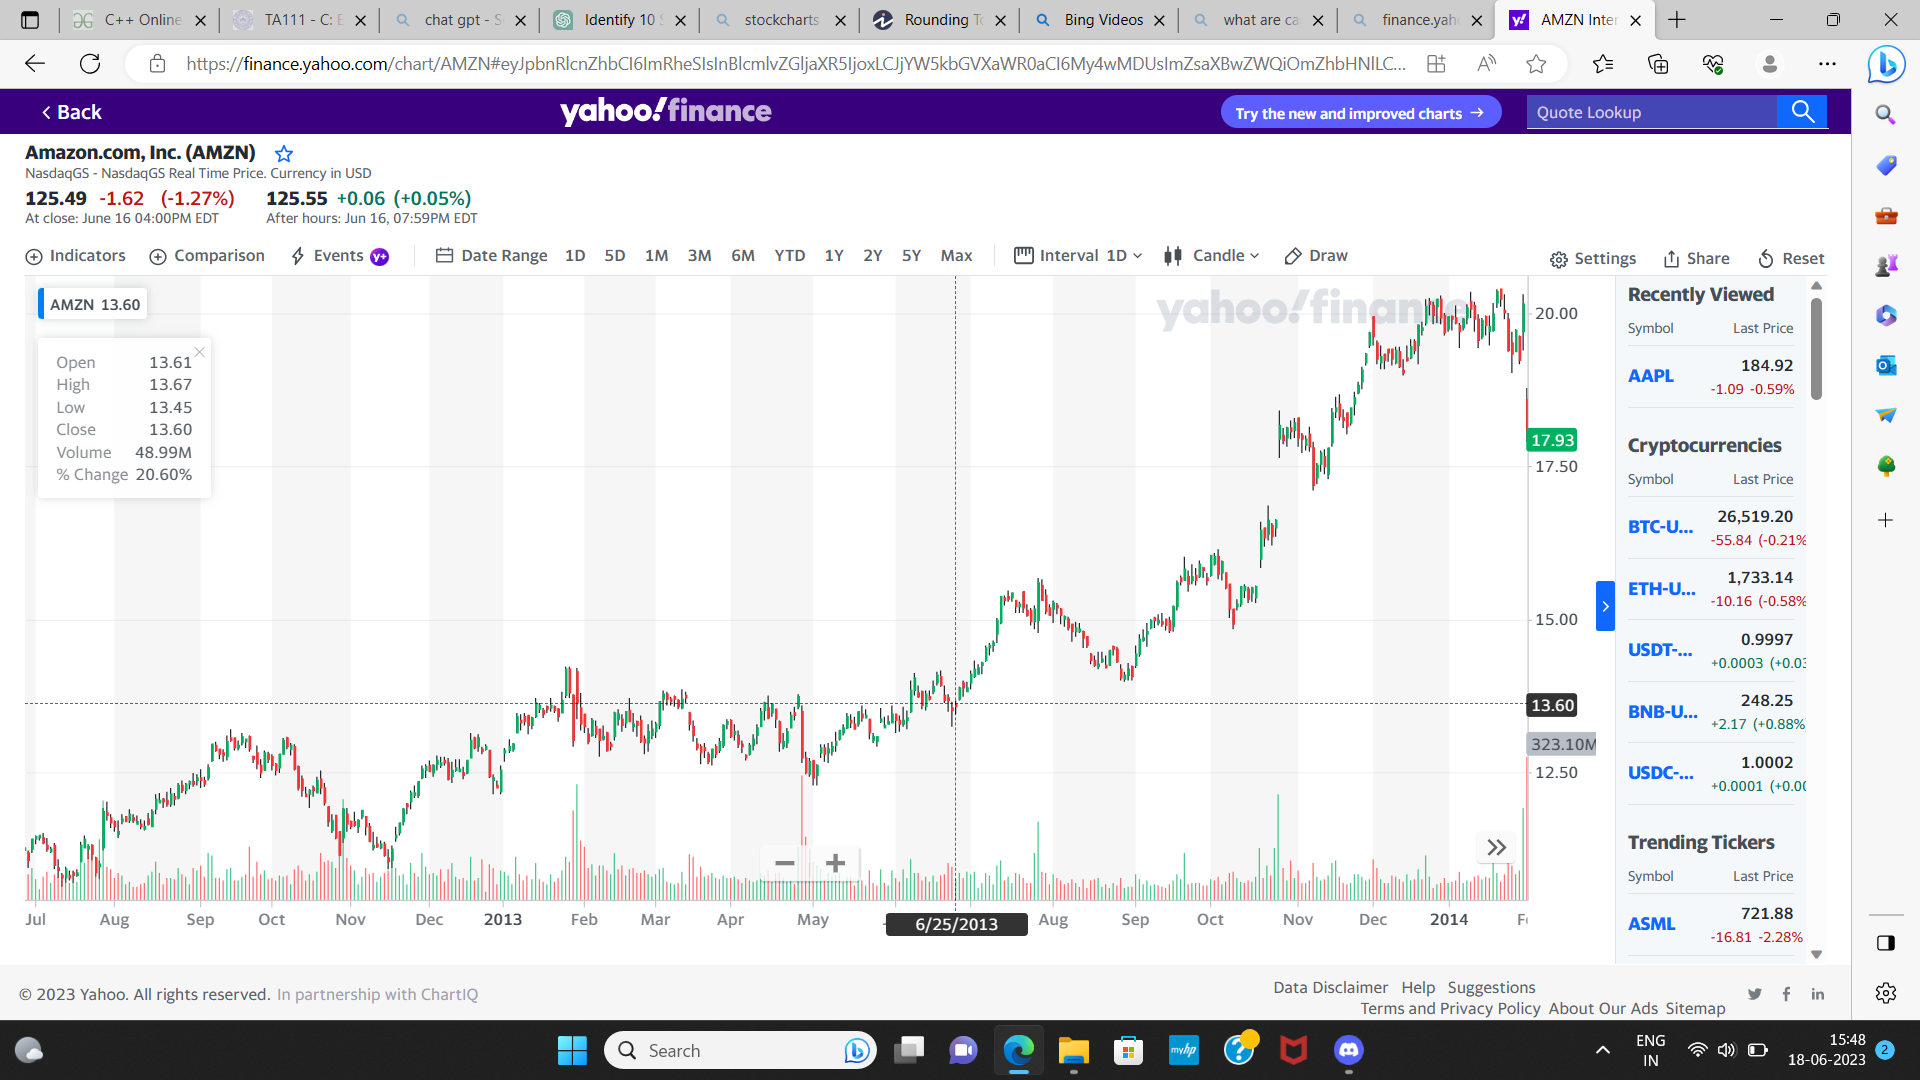 C++ Online
TA111 - C: E
chat gpt - S
Identify 10 S
stockcharts
Rounding To
Bing Videos
what are ca
finance.yah
AMZN Inter
https://finance.yahoo.com/chart/AMZN#eyJpbnRlcnZhbCI6ImRheSIsInBlcmlvZGljaXR5IjoxLCJjYW5kbGVXaWR0aCI6My4wMDUsImZsaXBwZWQiOmZhbHNlLC...
Back
yahoo!finance
Try the new and improved charts →
Quote Lookup
Amazon.com, Inc. (AMZN)
NasdaqGS - NasdaqGS Real Time Price. Currency in USD
125.49 -1.62 (-1.27%) 125.55 +0.06 (+0.05%)
At close: June 16 04:00PM EDT After hours: Jun 16, 07:59PM EDT
Indicators Comparison Events y+ Date Range 1D 5D 1M 3M 6M YTD 1Y 2Y 5Y Max Interval 1D Candle Draw Settings Share Reset
AMZN 13.60
yahoo!finance
Open 13.61
High 13.67
Low 13.45
Close 13.60
Volume 48.99M
% Change 20.60%
20.00
17.93
17.50
15.00
13.60
323.10M
12.50
Jul Aug Sep Oct Nov Dec 2013 Feb Mar Apr May 6/25/2013 Aug Sep Oct Nov Dec 2014
Recently Viewed
Symbol Last Price
AAPL 184.92
-1.09 -0.59%
Cryptocurrencies
Symbol Last Price
BTC-U... 26,519.20
-55.84 (-0.21%
ETH-U... 1,733.14
-10.16 (-0.58%
USDT-... 0.9997
+0.0003 (+0.03
BNB-U... 248.25
+2.17 (+0.88%
USDC-... 1.0002
+0.0001 (+0.00
Trending Tickers
Symbol Last Price
ASML 721.88
-16.81 -2.28%
© 2023 Yahoo. All rights reserved. In partnership with ChartIQ
Data Disclaimer Help Suggestions
Terms and Privacy Policy About Our Ads Sitemap
Search
myhp
ENG
IN
15:48
18-06-2023
2